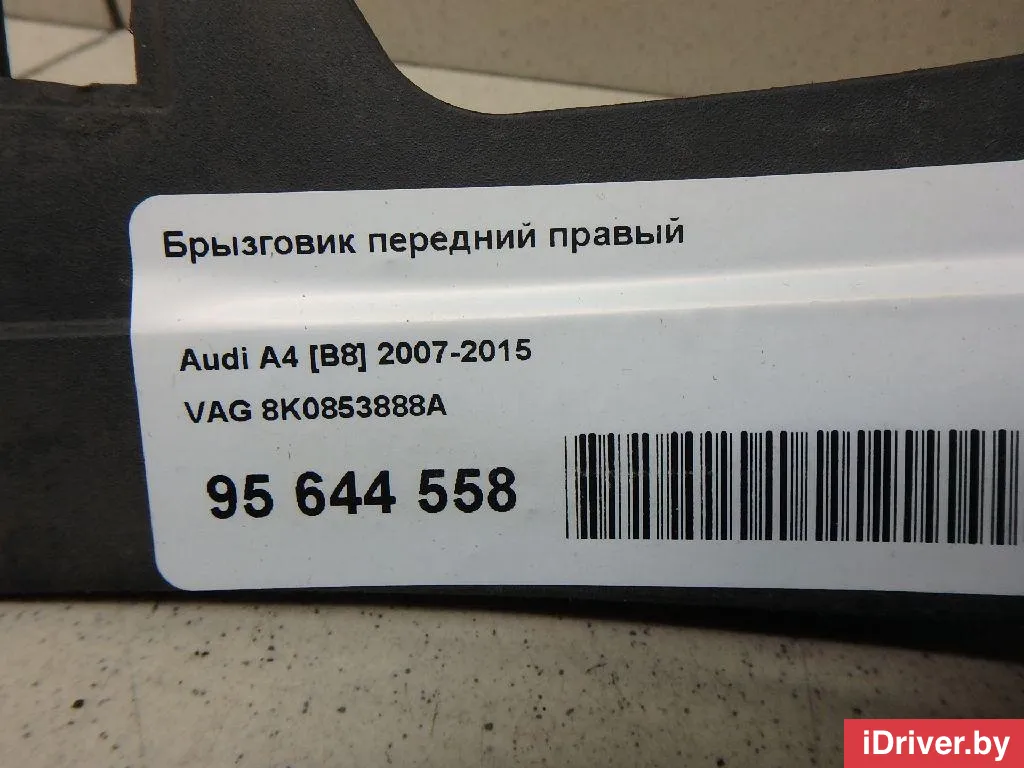 Брызговик передний правый
Audi A4 [B8] 2007-2015
VAG 8K0853888A
95 644 558
iDriver.by